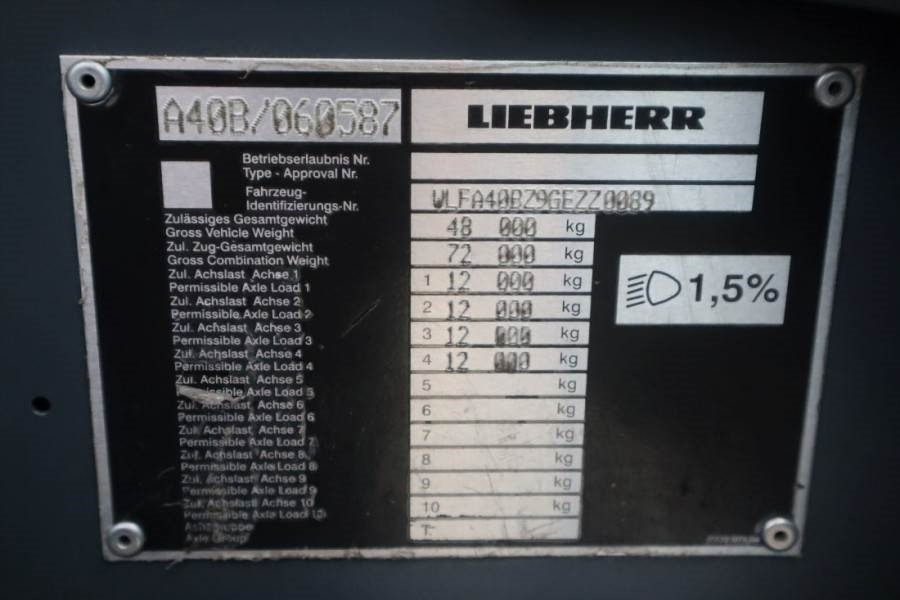 A40B/060587 LIEBHERR
Betriebserlaubnis Nr.
Type - Approval Nr.
Fahrzeug-
Identifizierungs-Nr. WLFA40BZ9GEZZ0089
Zulässiges Gesamtgewicht
Gross Vehicle Weight 48 000 kg
Zul. Zug-Gesamtgewicht
Gross Combination Weight 72 000 kg
Zul. Achslast Achse 1
Permissible Axle Load 1 1 12 000 kg
Zul. Achslast Achse 2
Permissible Axle Load 2 2 12 000 kg
Zul. Achslast Achse 3
Permissible Axle Load 3 3 12 000 kg
Zul. Achslast Achse 4
Permissible Axle Load 4 4 12 000 kg
Zul. Achslast Achse 5
Permissible Axle Load 5 5 kg
Zul. Achslast Achse 6
Permissible Axle Load 6 6 kg
Zul. Achslast Achse 7
Permissible Axle Load 7 7 kg
Zul. Achslast Achse 8
Permissible Axle Load 8 8 kg
Zul. Achslast Achse 9
Permissible Axle Load 9 9 kg
Zul. Achslast Achse 10
Permissible Axle Load 10 10 kg
Axle Group T
1,5%